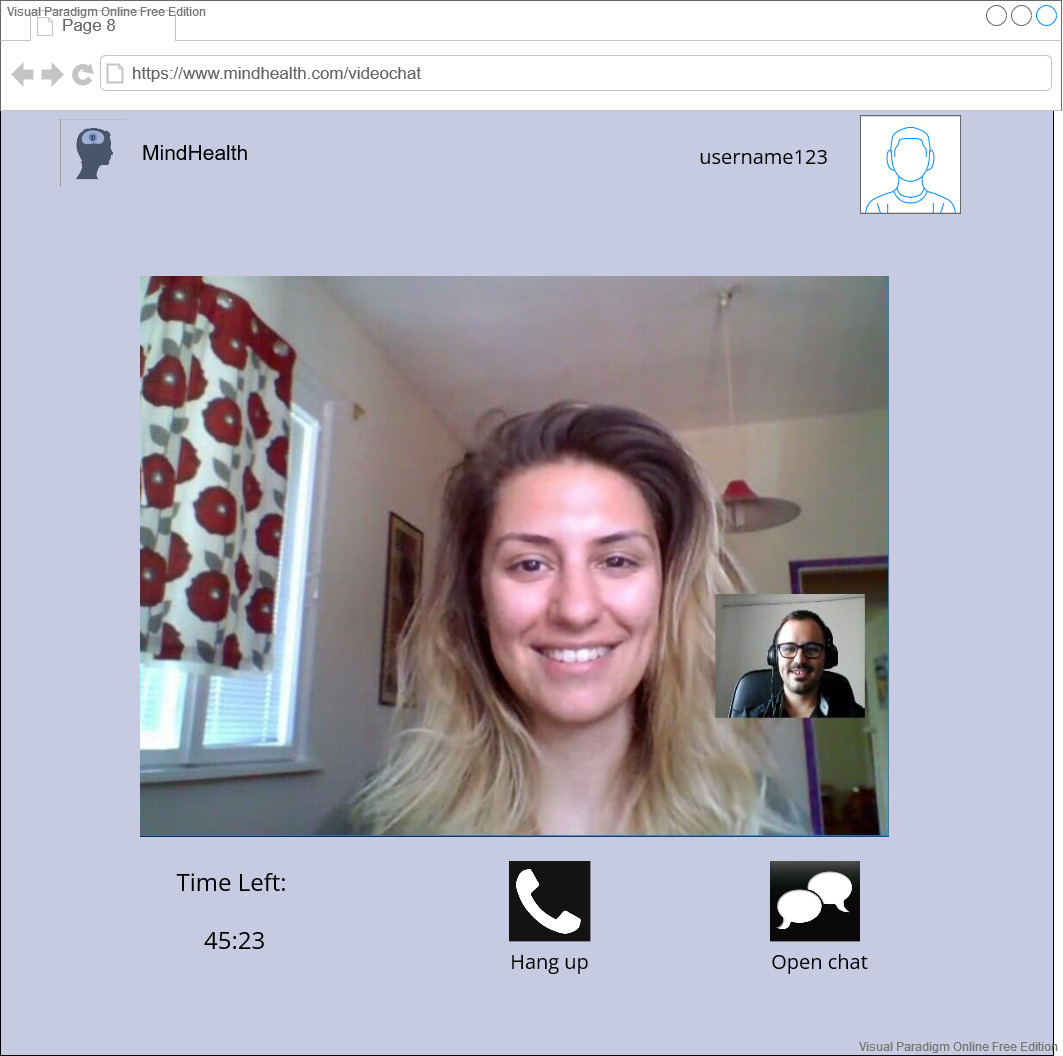 Visual Paradigm Online Free Edition
Page 8
https://www.mindhealth.com/videochat
MindHealth
username123
Time Left:
45:23
Hang up
Open chat
Visual Paradigm Online Free Edition